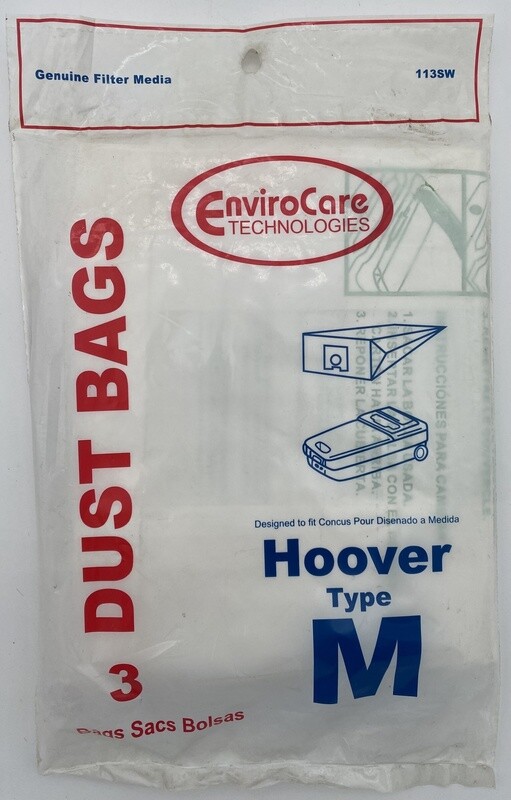 Genuine Filter Media
113SW
EnviroCare
TECHNOLOGIES
DUST BAGS
3
Bags Sacs Bolsas
Designed to fit Concus Pour Disenado a Medida
Hoover
Type
M